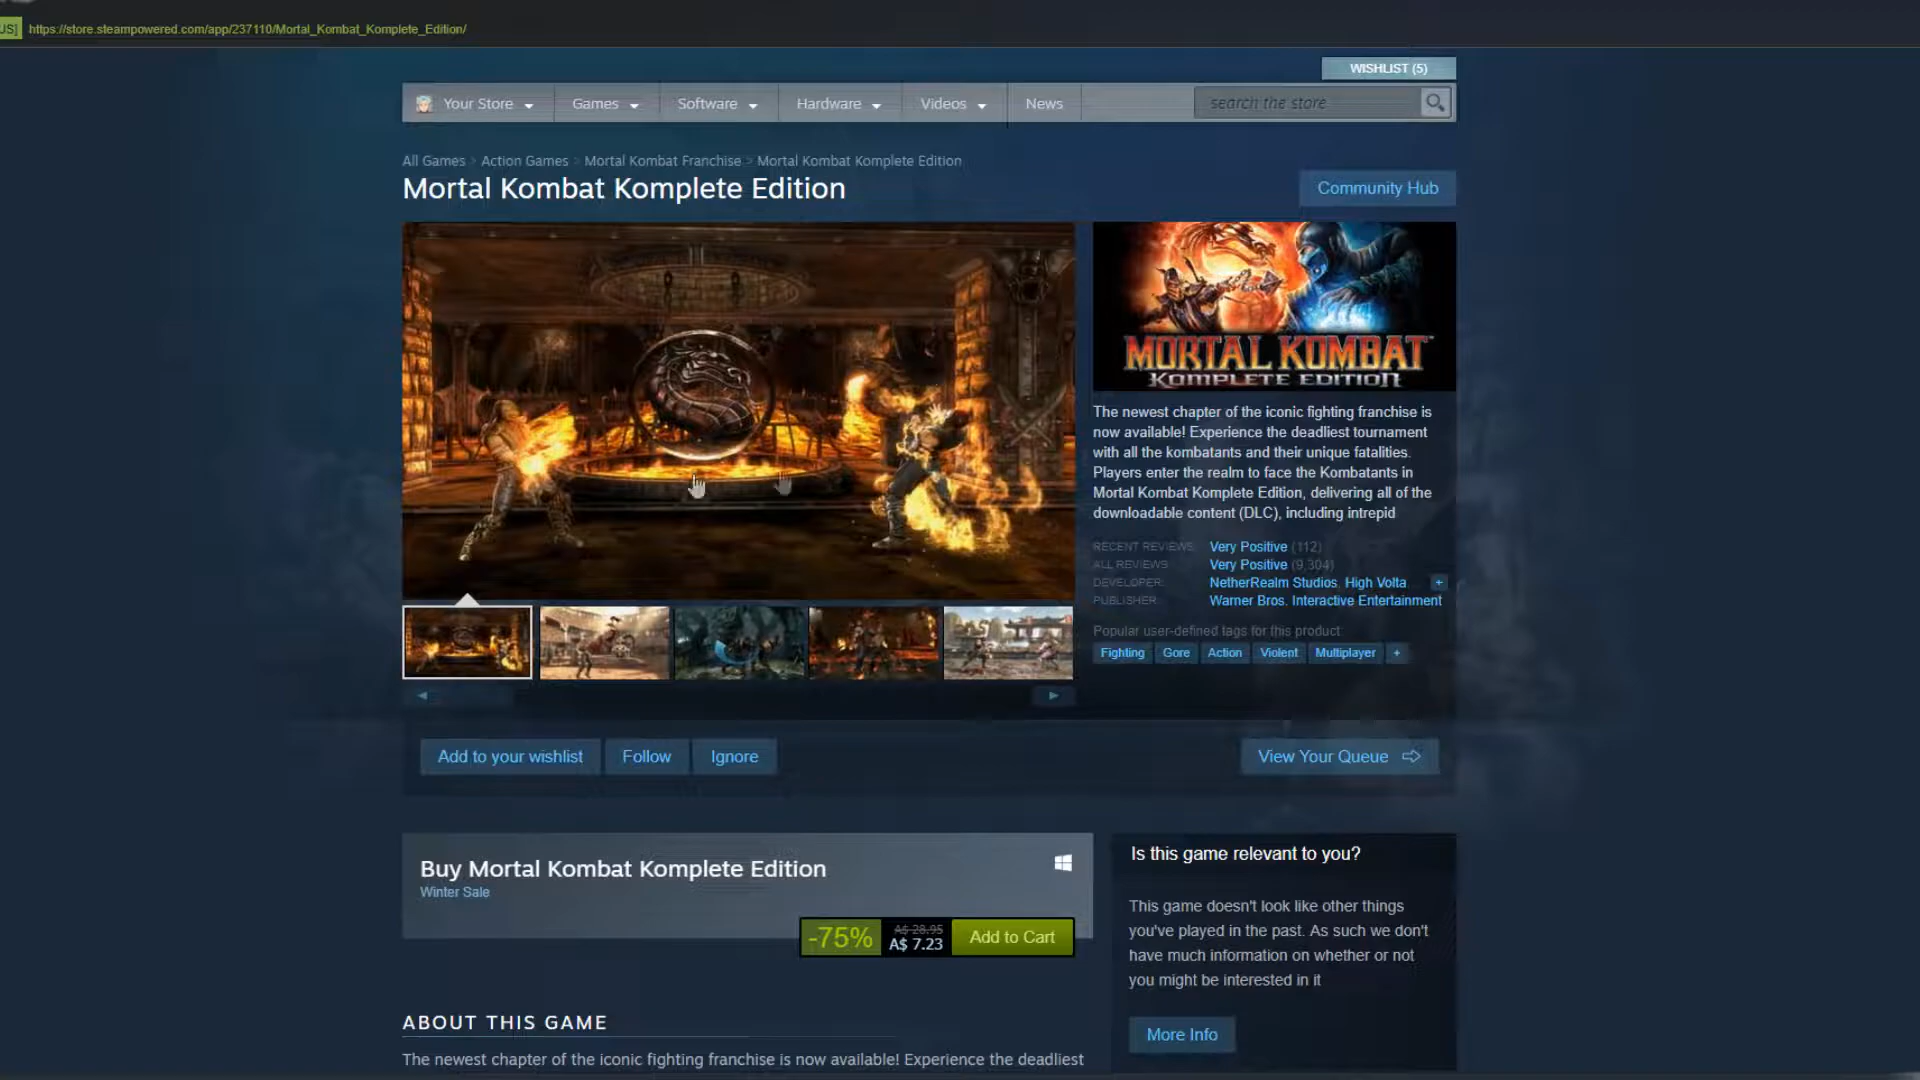 US] https://store.steampowered.com/app/237110/Mortal_Kombat_Komplete_Edition/
WISHLIST (5)
Your Store Games Software Hardware Videos News search the store
All Games > Action Games > Mortal Kombat Franchise > Mortal Kombat Komplete Edition
Mortal Kombat Komplete Edition
Community Hub
MORTAL KOMBAT
KOMPLETE EDITION
The newest chapter of the iconic fighting franchise is
now available! Experience the deadliest tournament
with all the kombatants and their unique fatalities.
Players enter the realm to face the Kombatants in
Mortal Kombat Komplete Edition, delivering all of the
downloadable content (DLC), including intrepid
RECENT REVIEWS: Very Positive (112)
ALL REVIEWS: Very Positive (9,304)
DEVELOPER: NetherRealm Studios, High Volta +
PUBLISHER: Warner Bros. Interactive Entertainment
Popular user-defined tags for this product:
Fighting Gore Action Violent Multiplayer +
Add to your wishlist Follow Ignore View Your Queue
Buy Mortal Kombat Komplete Edition
Winter Sale
-75% A$ 28.95 A$ 7.23 Add to Cart
Is this game relevant to you?
This game doesn't look like other things
you've played in the past. As such we don't
have much information on whether or not
you might be interested in it
More Info
ABOUT THIS GAME
The newest chapter of the iconic fighting franchise is now available! Experience the deadliest